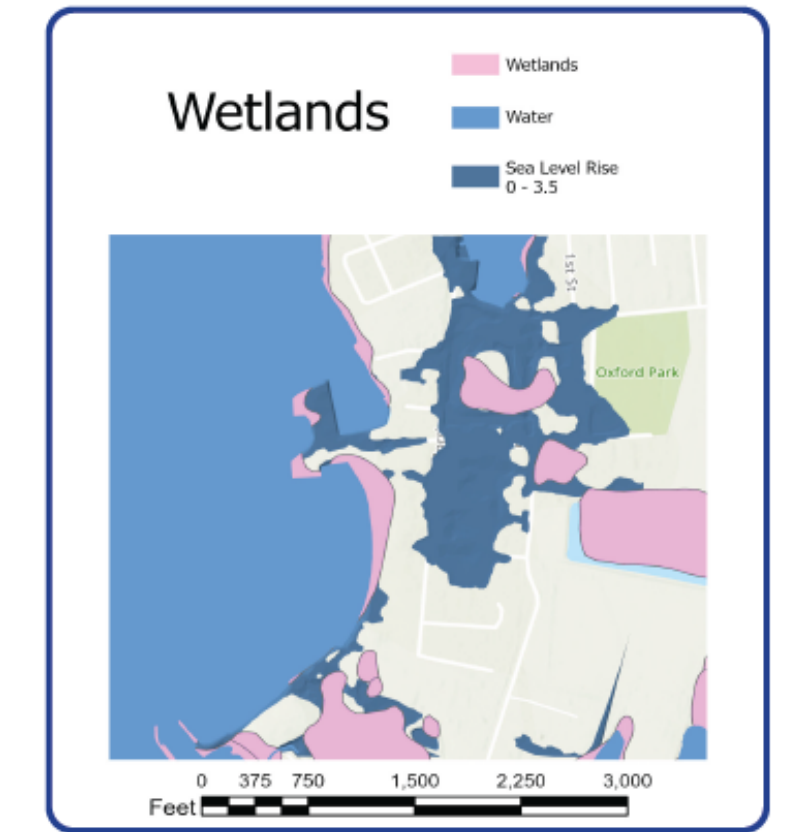 Wetlands
Wetlands
Water
Sea Level Rise
0 - 3.5
1st St
Oxford Park
0 375 750 1,500 2,250 3,000
Feet